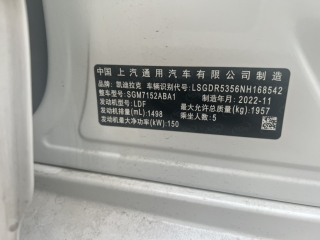 中国 上汽通用汽车有限公司 制造
品牌: 凯迪拉克 车辆识别代号: LSGDR5356NH168542
整车型号: SGM7152ABA1 制造年月: 2022-11
发动机型号: LDF 最大允许总质量(kg): 1957
发动机排量(mL): 1498 乘坐人数: 5
发动机最大净功率(kW): 150